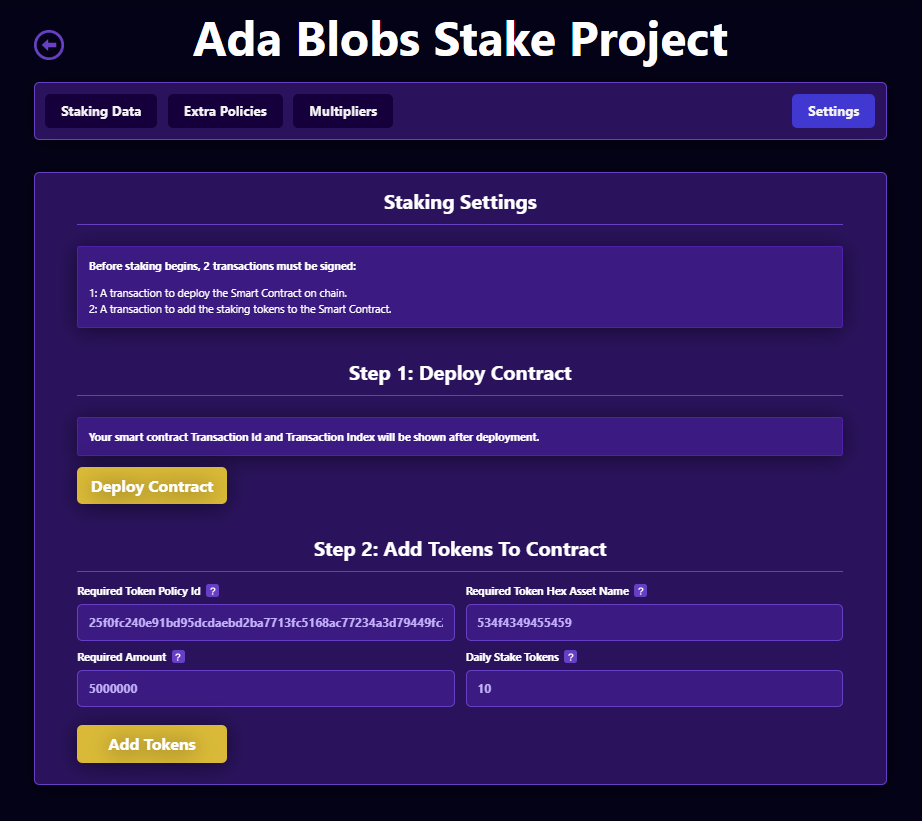 Ada Blobs Stake Project
Staking Data
Extra Policies
Multipliers
Settings
Staking Settings
Before staking begins, 2 transactions must be signed:
1: A transaction to deploy the Smart Contract on chain.
2: A transaction to add the staking tokens to the Smart Contract.
Step 1: Deploy Contract
Your smart contract Transaction Id and Transaction Index will be shown after deployment.
Deploy Contract
Step 2: Add Tokens To Contract
Required Token Policy Id ?
Required Token Hex Asset Name ?
25f0fc240e91bd95dcdaebd2ba7713fc5168ac77234a3d79449fc
534f4349455459
Required Amount ?
Daily Stake Tokens ?
5000000
10
Add Tokens